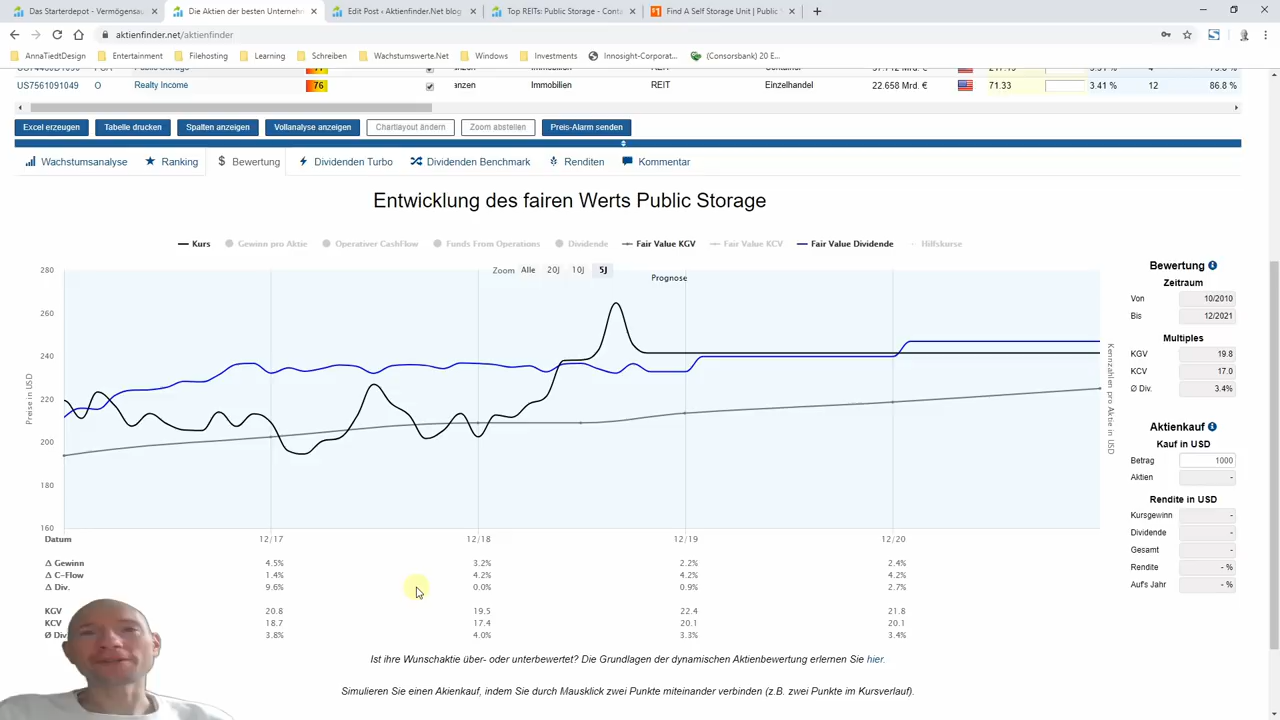 Das Starterdepot - Vermögensau
Die Aktien der besten Unternehm
Edit Post ‹ Aktienfinder.Net blog
Top REITs: Public Storage - Conta
Find A Self Storage Unit | Public S
aktienfinder.net/aktienfinder
AnnaTiedtDesign
Entertainment
Filehosting
Learning
Schreiben
Wachstumswerte.Net
Windows
Investments
Innosight-Corporat...
(Consorsbank) 20 E...
US7561091049 O Realty Income 76 anzen Immobilien REIT Einzelhandel 22.658 Mrd. € 71.33 3.41 % 12 86.8 %
Excel erzeugen
Tabelle drucken
Spalten anzeigen
Vollanalyse anzeigen
Chartlayout ändern
Zoom abstellen
Preis-Alarm senden
Wachstumsanalyse
Ranking
Bewertung
Dividenden Turbo
Dividenden Benchmark
Renditen
Kommentar
Entwicklung des fairen Werts Public Storage
Kurs Gewinn pro Aktie Operativer CashFlow Funds From Operations Dividende Fair Value KGV Fair Value KCV Fair Value Dividende Hilfskurse
Zoom Alle 20J 10J 5J
Prognose
280
260
240
220
200
180
160
Preise in USD
Kennzahlen pro Aktie in USD
Datum 12/17 12/18 12/19 12/20
Δ Gewinn 4.5% 3.2% 2.2% 2.4%
Δ C-Flow 1.4% 4.2% 4.2% 4.2%
Δ Div. 9.6% 0.0% 0.9% 2.7%
KGV 20.8 19.5 22.4 21.8
KCV 18.7 17.4 20.1 20.1
Ø Div 3.8% 4.0% 3.3% 3.4%
Bewertung
Zeitraum
Von 10/2010
Bis 12/2021
Multiples
KGV 19.8
KCV 17.0
Ø Div. 3.4%
Aktienkauf
Kauf in USD
Betrag 1000
Aktien -
Rendite in USD
Kursgewinn -
Dividende -
Gesamt -
Rendite - %
Auf's Jahr - %
Ist ihre Wunschaktie über- oder unterbewertet? Die Grundlagen der dynamischen Aktienbewertung erlernen Sie hier.
Simulieren Sie einen Akienkauf, indem Sie durch Mausklick zwei Punkte miteinander verbinden (z.B. zwei Punkte im Kursverlauf).